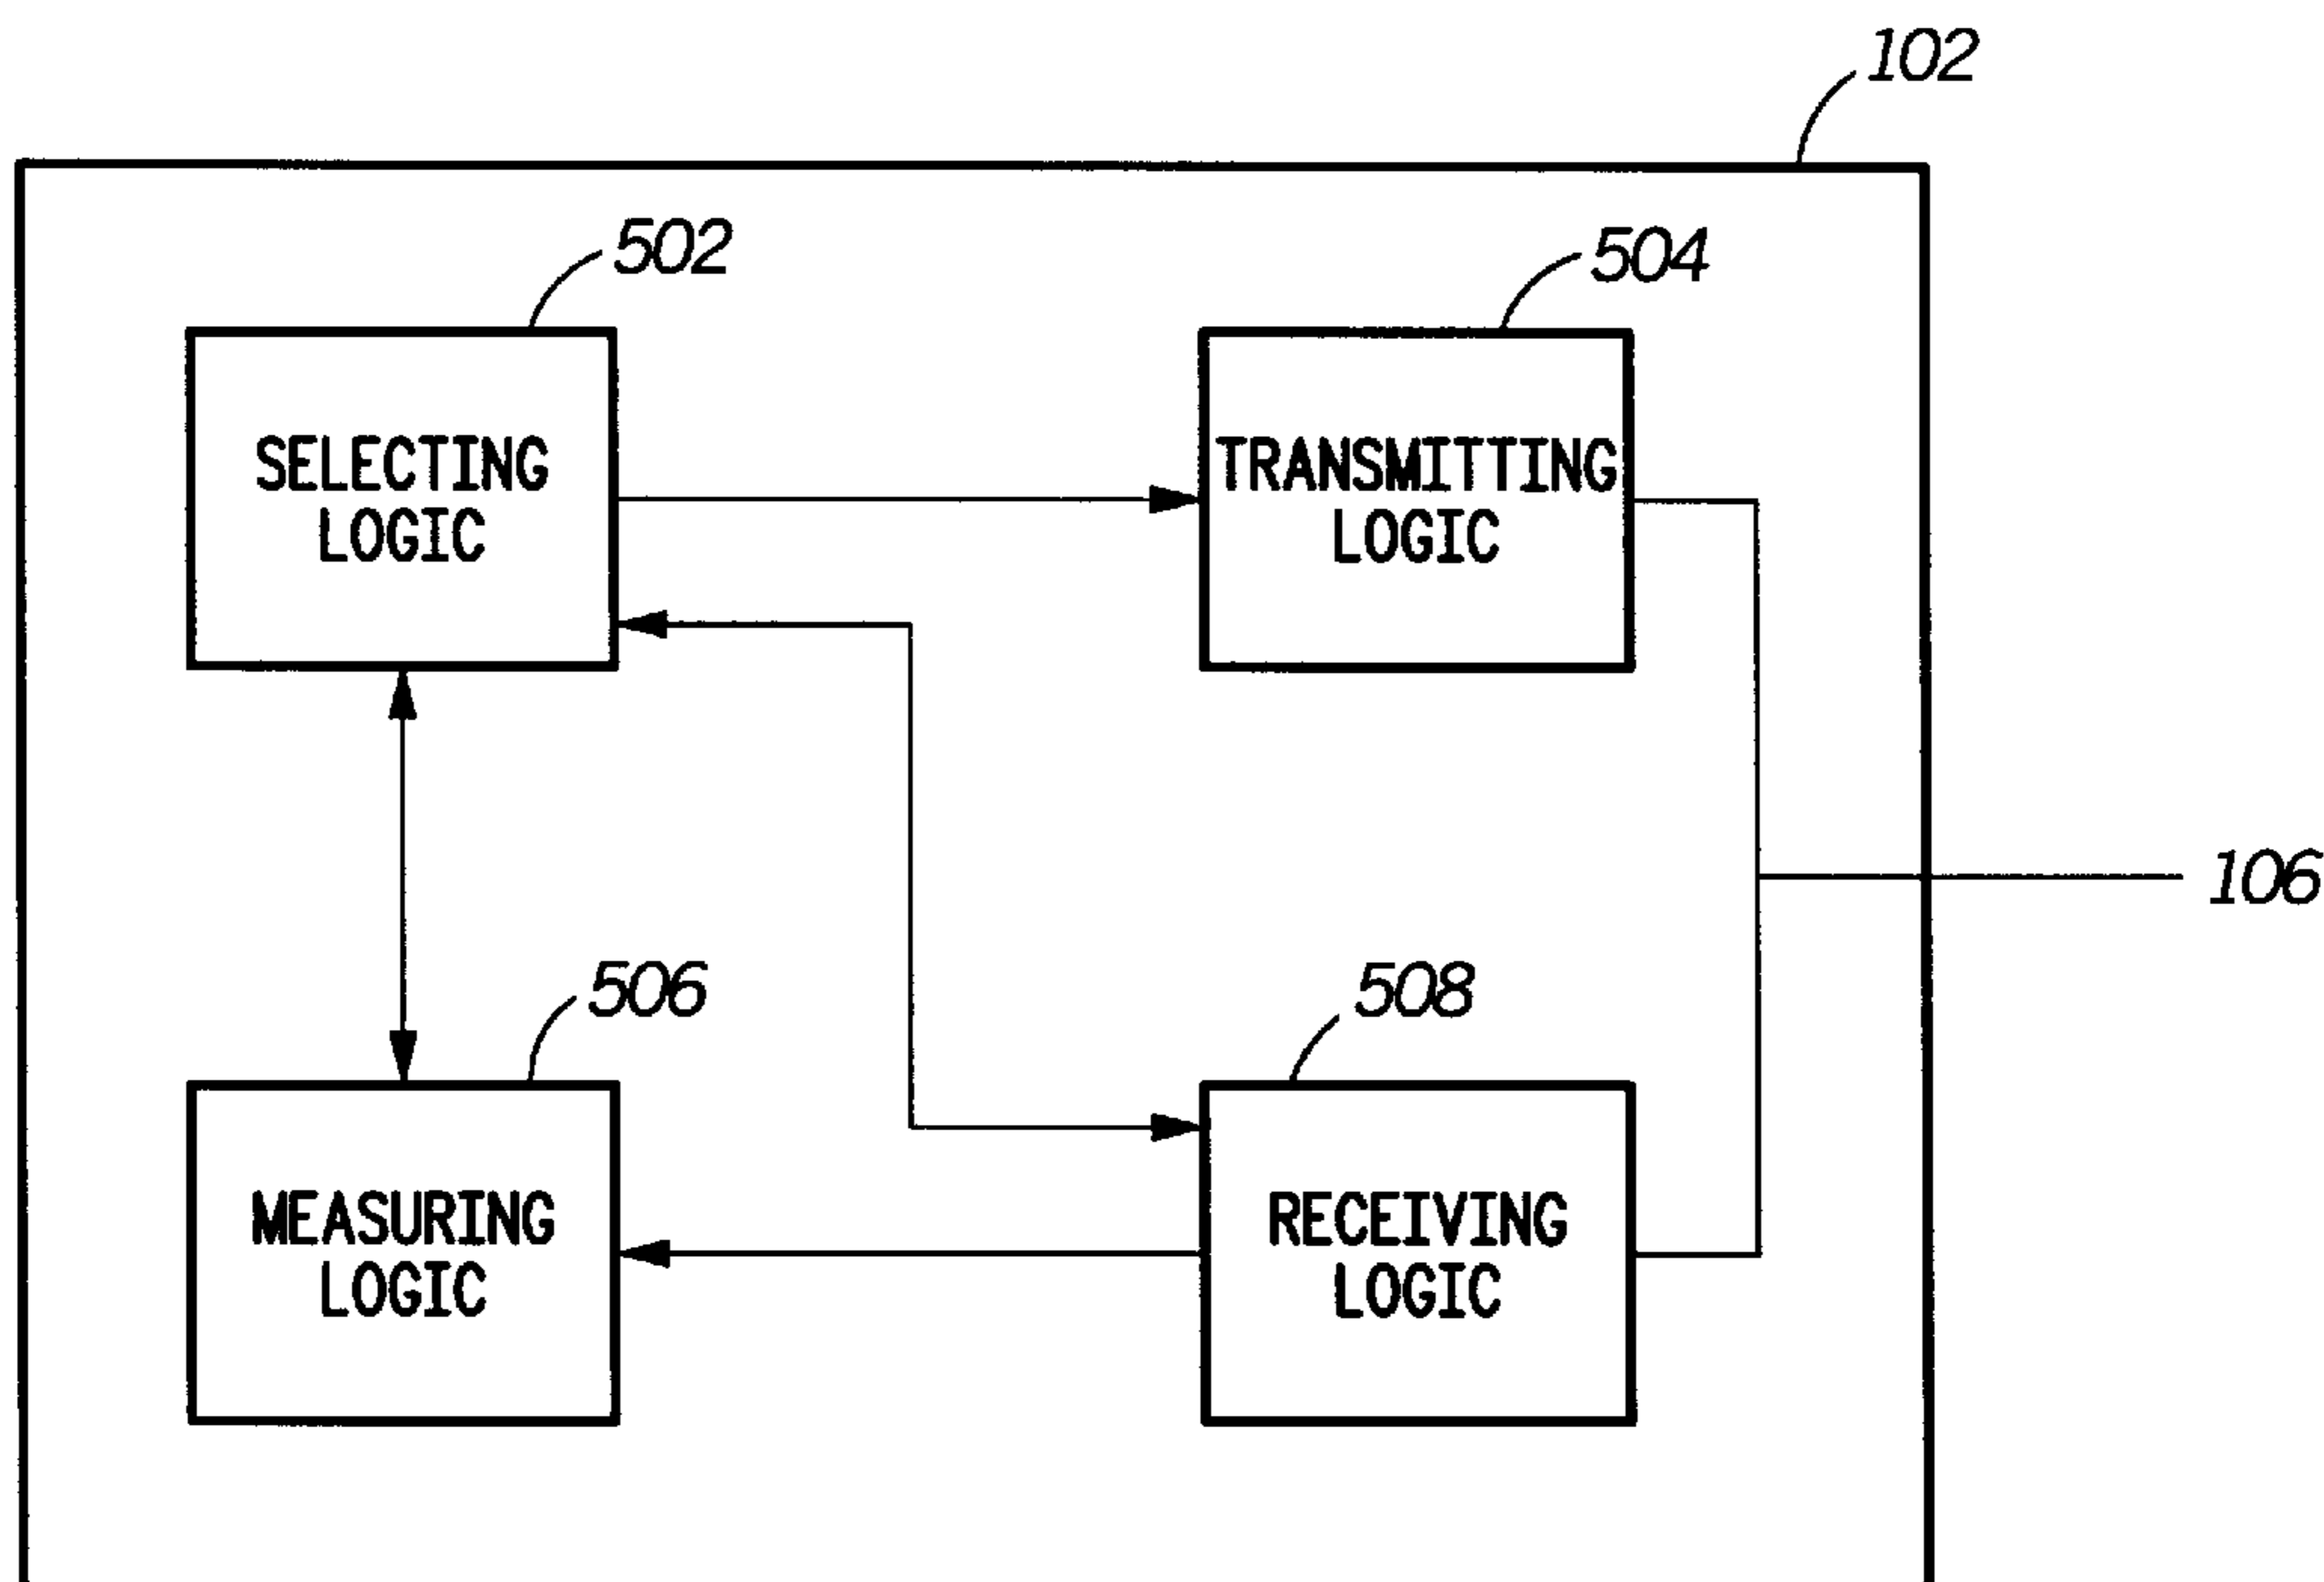 102
502
504
SELECTING
LOGIC
TRANSMITTING
LOGIC
106
506
508
MEASURING
LOGIC
RECEIVING
LOGIC